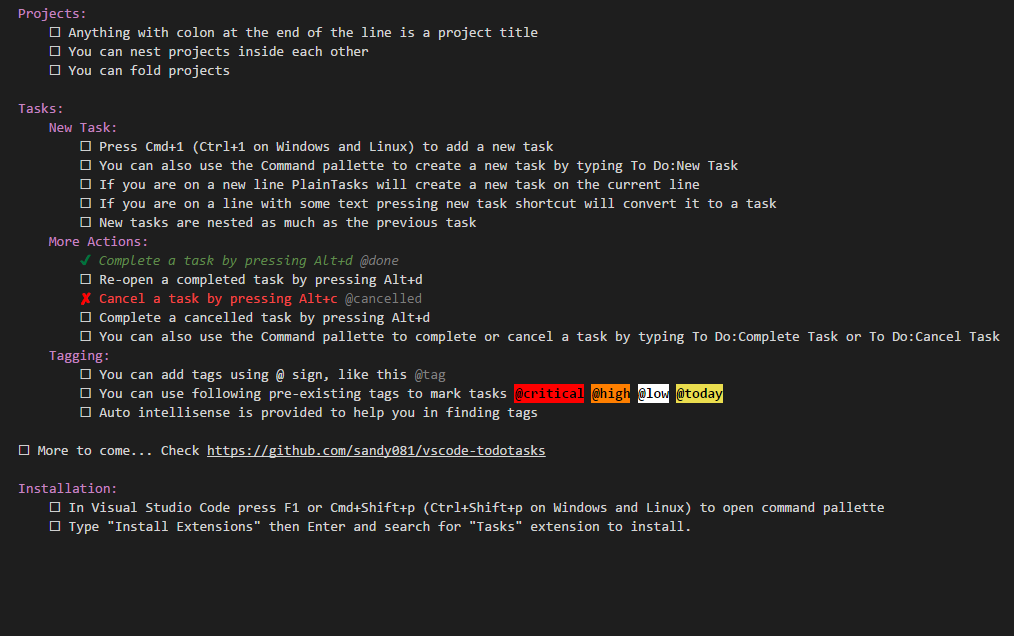 Projects:
☐ Anything with colon at the end of the line is a project title
☐ You can nest projects inside each other
☐ You can fold projects
Tasks:
New Task:
☐ Press Cmd+1 (Ctrl+1 on Windows and Linux) to add a new task
☐ You can also use the Command pallette to create a new task by typing To Do:New Task
☐ If you are on a new line PlainTasks will create a new task on the current line
☐ If you are on a line with some text pressing new task shortcut will convert it to a task
☐ New tasks are nested as much as the previous task
More Actions:
✔ Complete a task by pressing Alt+d @done
☐ Re-open a completed task by pressing Alt+d
✘ Cancel a task by pressing Alt+c @cancelled
☐ Complete a cancelled task by pressing Alt+d
☐ You can also use the Command pallette to complete or cancel a task by typing To Do:Complete Task or To Do:Cancel Task
Tagging:
☐ You can add tags using @ sign, like this @tag
☐ You can use following pre-existing tags to mark tasks @critical @high @low @today
☐ Auto intellisense is provided to help you in finding tags
☐ More to come... Check https://github.com/sandy081/vscode-todotasks
Installation:
☐ In Visual Studio Code press F1 or Cmd+Shift+p (Ctrl+Shift+p on Windows and Linux) to open command pallette
☐ Type "Install Extensions" then Enter and search for "Tasks" extension to install.